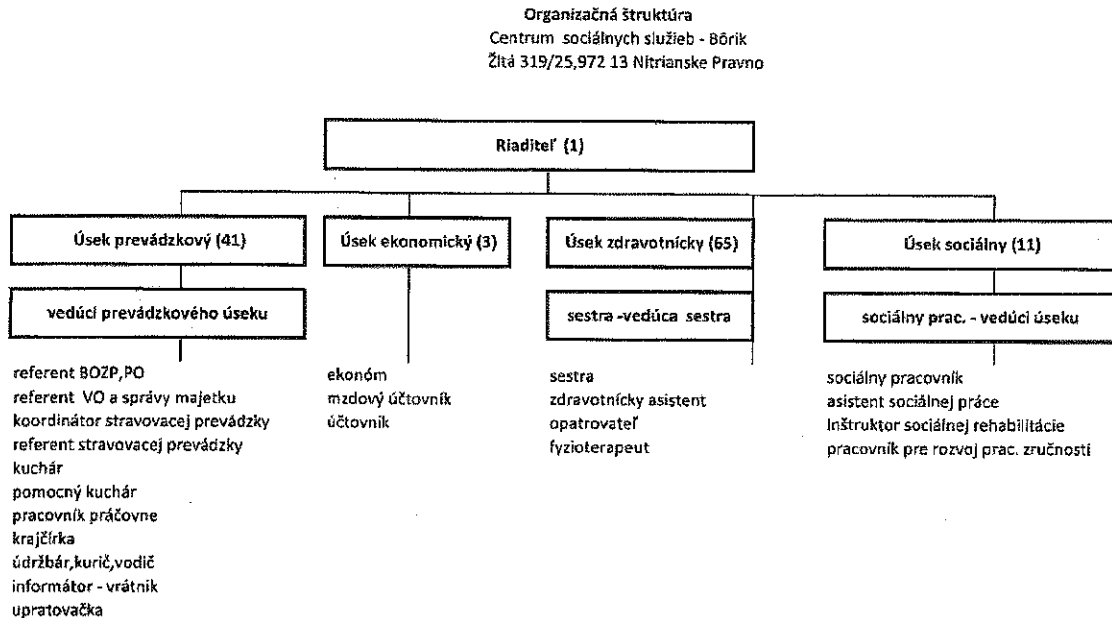 Organizačná štruktúra
Centrum sociálnych služieb - Bôrik
Žitá 319/25,972 13 Nitrianske Pravno
Riaditeľ (1)
Úsek prevádzkový (41)
vedúci prevádzkového úseku
referent BOZP,PO
referent VO a správy majetku
koordinátor stravovacej prevádzky
referent stravovacej prevádzky
kuchár
pomocný kuchár
pracovník práčovne
krajčírka
údržbár,kurič,vodič
informátor - vrátnik
upratovačka
Úsek ekonomický (3)
ekonóm
mzdový účtovník
účtovník
Úsek zdravotnícky (65)
sestra -vedúca sestra
sestra
zdravotnícky asistent
opatrovateľ
fyzioterapeut
Úsek sociálny (11)
sociálny prac. - vedúci úseku
sociálny pracovník
asistent sociálnej práce
Inštruktor sociálnej rehabilitácie
pracovník pre rozvoj prac. zručností